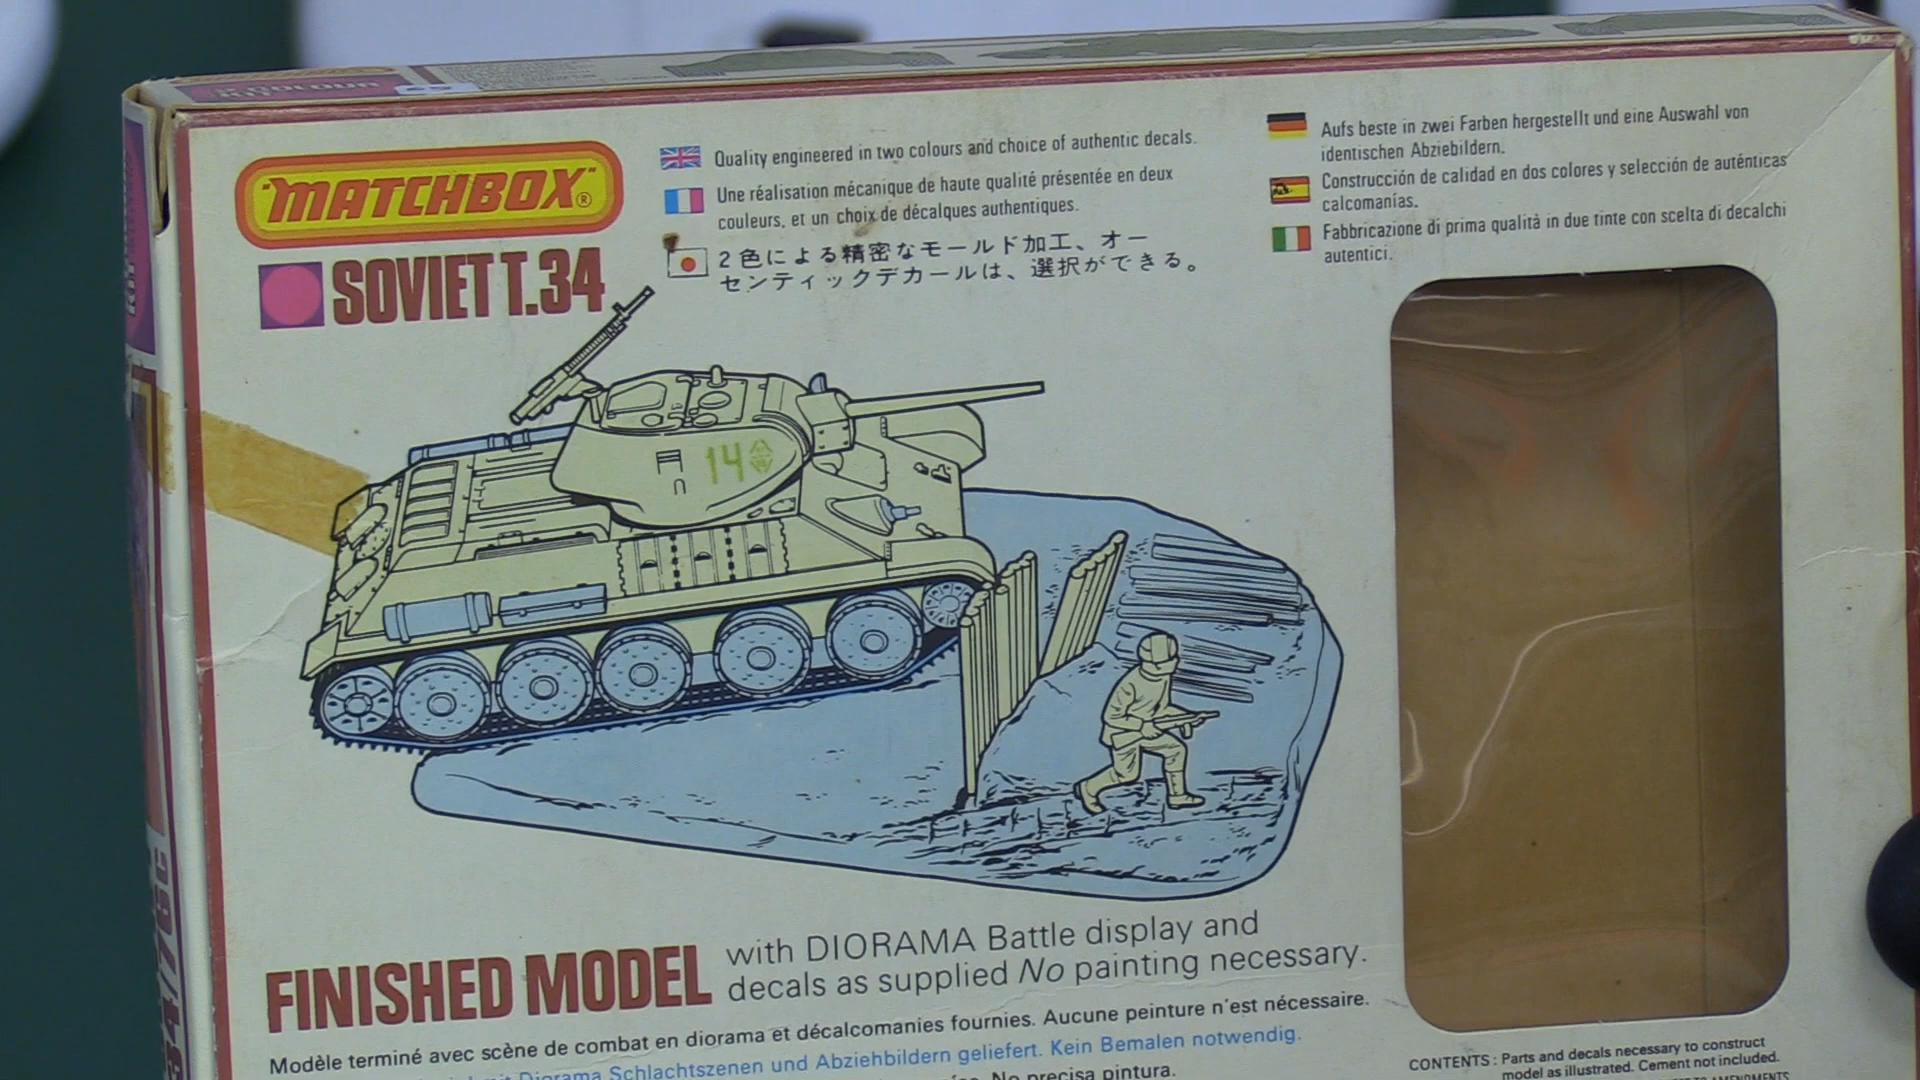 "MATCHBOX"®
SOVIET T.34
Quality engineered in two colours and choice of authentic decals.
Une réalisation mécanique de haute qualité présentée en deux
couleurs, et un choix de décalques authentiques.
2色による精密なモールド加工、オー
センティックデカールは、選択ができる。
Aufs beste in zwei Farben hergestellt und eine Auswahl von
identischen Abziebildern.
Construcción de calidad en dos colores y selección de auténticas
calcomanías.
Fabbricazione di prima qualità in due tinte con scelta di decalchi
autentici.
14
FINISHED MODEL
with DIORAMA Battle display and
decals as supplied No painting necessary.
Modèle terminé avec scène de combat en diorama et décalcomanies fournies. Aucune peinture n'est nécessaire.
mit Diorama Schlachtszenen und Abziehbildern geliefert. Kein Bemalen notwendig.
No precisa pintura.
CONTENTS : Parts and decals necessary to construct
model as illustrated. Cement not included.
AMENDMENTS